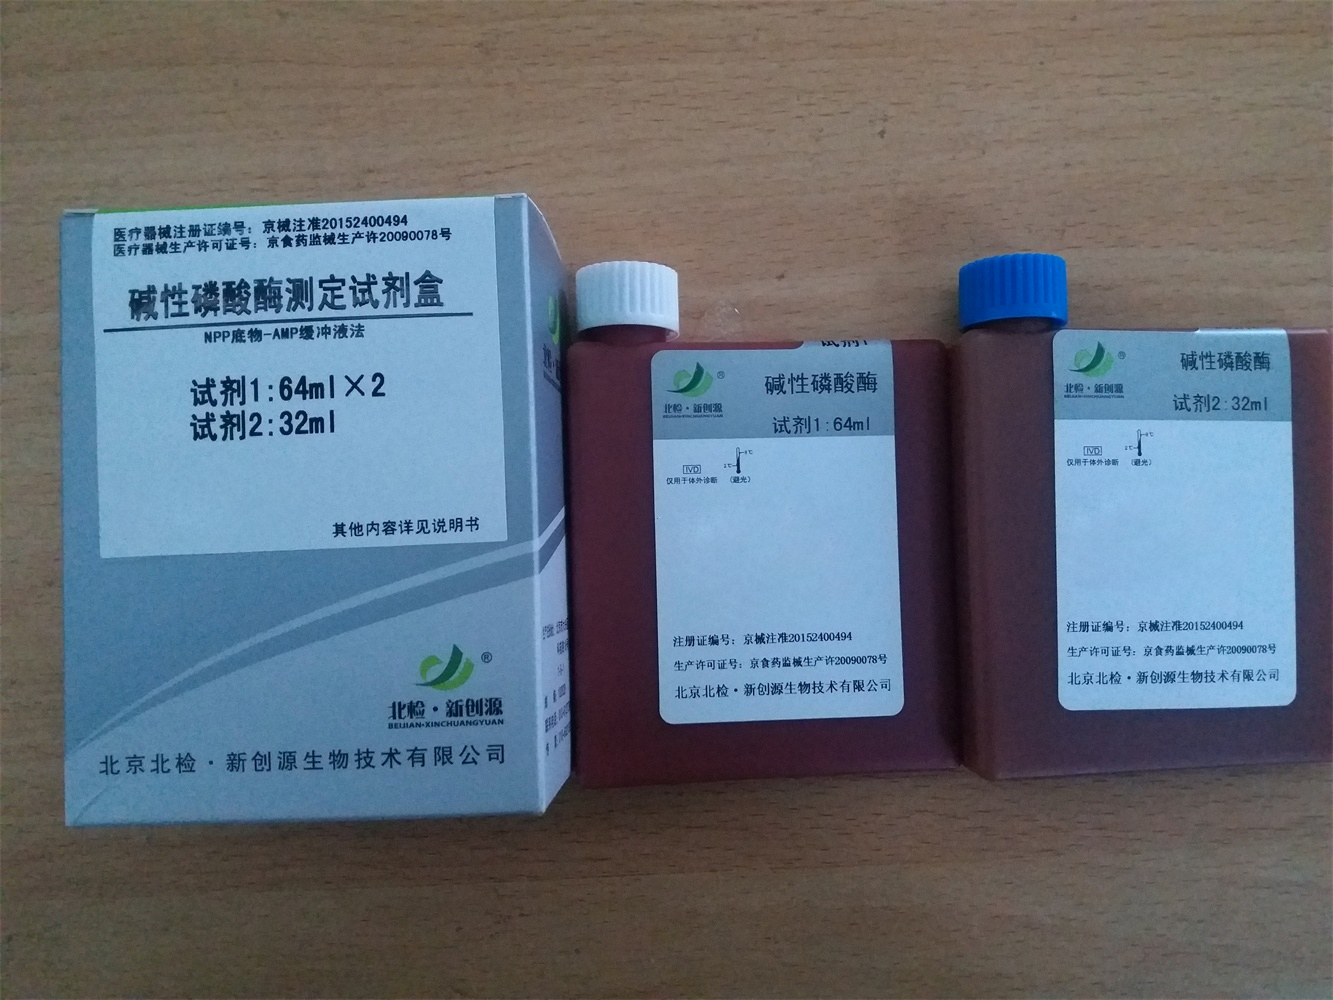 医疗器械注册证编号：京械注准20152400494
医疗器械生产许可证号：京食药监械生产许20090078号
碱性磷酸酶测定试剂盒
NPP底物-AMP缓冲液法
试剂1:64ml×2
试剂2:32ml
其他内容详见说明书
®
北检·新创源
BEIJIAN·XINCHUANGYUAN
北京北检·新创源生物技术有限公司
试剂1
®
北检·新创源
BEIJIAN·XINCHUANGYUAN
碱性磷酸酶
试剂1:64ml
IVD
仅用于体外诊断
2℃
8℃
(避光)
注册证编号：京械注准20152400494
生产许可证号：京食药监械生产许20090078号
北京北检·新创源生物技术有限公司
®
北检·新创源
BEIJIAN·XINCHUANGYUAN
碱性磷酸酶
试剂2:32ml
IVD
仅用于体外诊断
2℃
8℃
(避光)
注册证编号：京械注准20152400494
生产许可证号：京食药监械生产许20090078号
北京北检·新创源生物技术有限公司